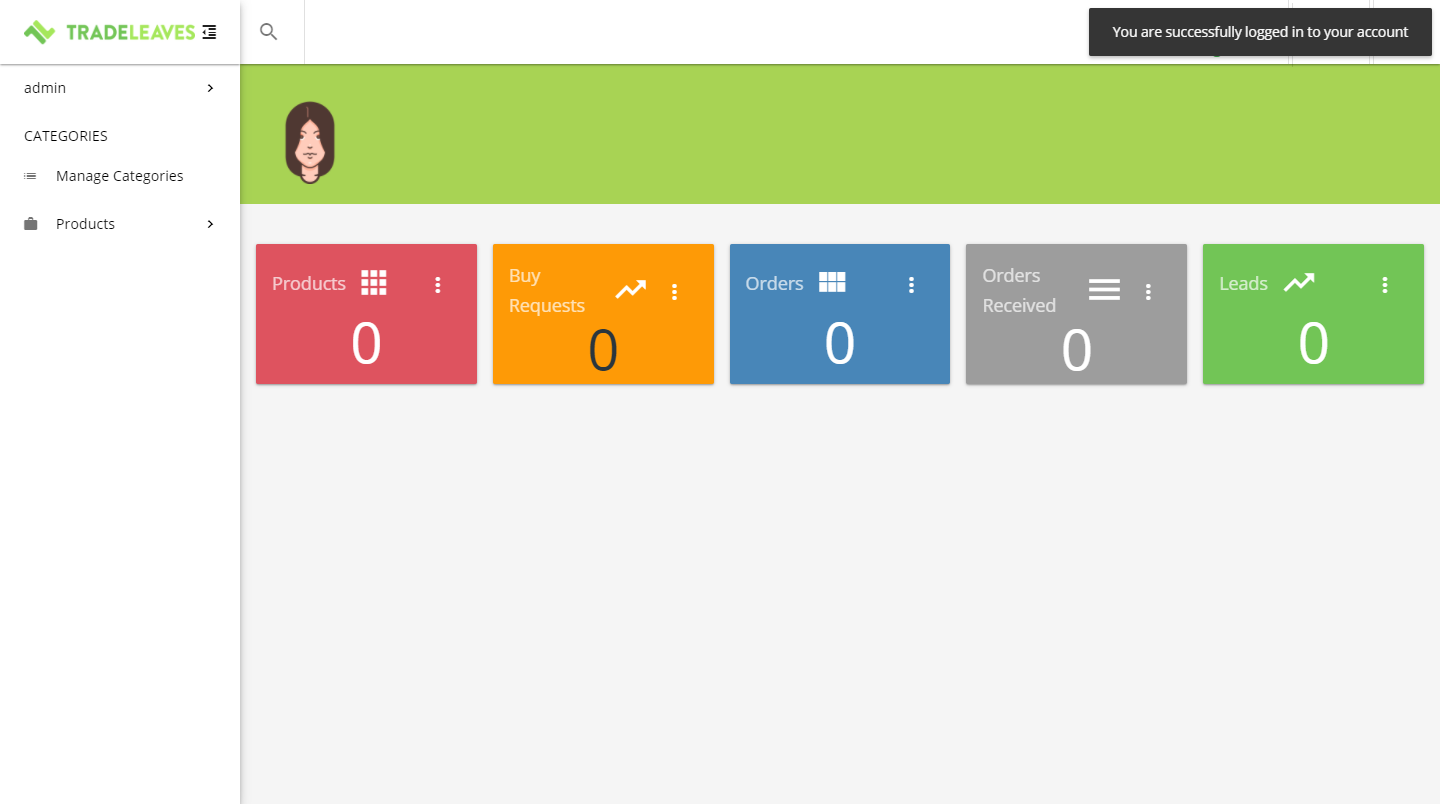 TRADELEAVES
You are successfully logged in to your account
admin
CATEGORIES
Manage Categories
Products
Products
0
Buy
Requests
0
Orders
0
Orders
Received
0
Leads
0